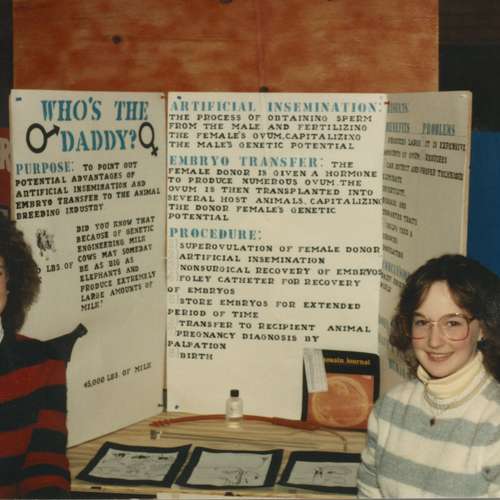 WHO'S THE
DADDY?
PURPOSE: TO POINT OUT
POTENTIAL ADVANTAGES OF
ARTIFICIAL INSEMINATION AND
EMBRYO TRANSFER TO THE ANIMAL
BREEDING INDUSTRY
DID YOU KNOW THAT
BECAUSE OF GENETIC
ENGINEERING MILK
COWS MAY SOMEDAY
BE AS BIG AS
ELEPHANTS AND
PRODUCE EXTREMELY
LARGE AMOUNTS OF
MILK!
LBS OF
45,000 LBS OF MILK
ARTIFICIAL INSEMINATION:
THE PROCESS OF OBTAINING SPERM
FROM THE MALE AND FERTILIZING
THE FEMALE'S OVUM,CAPITALIZING
THE MALE'S GENETIC POTENTIAL
EMBRYO TRANSFER: THE
FEMALE DONOR IS GIVEN A HORMONE
TO PRODUCE NUMEROUS OVUM.THE
OVUM IS THEN TRANSPLANTED INTO
SEVERAL HOST ANIMALS, CAPITALIZING
THE DONOR FEMALE'S GENETIC
POTENTIAL
PROCEDURE:
SUPEROVULATION OF FEMALE DONOR
ARTIFICIAL INSEMINATION
NONSURGICAL RECOVERY OF EMBRYOS
FOLEY CATHETER FOR RECOVERY
OF EMBRYOS
STORE EMBRYOS FOR EXTENDED
PERIOD OF TIME
TRANSFER TO RECIPIENT ANIMAL
PREGNANCY DIAGNOSIS BY
PALPATION
BIRTH
BENEFITS PROBLEMS
IT IS EXPENSIVE
Journal